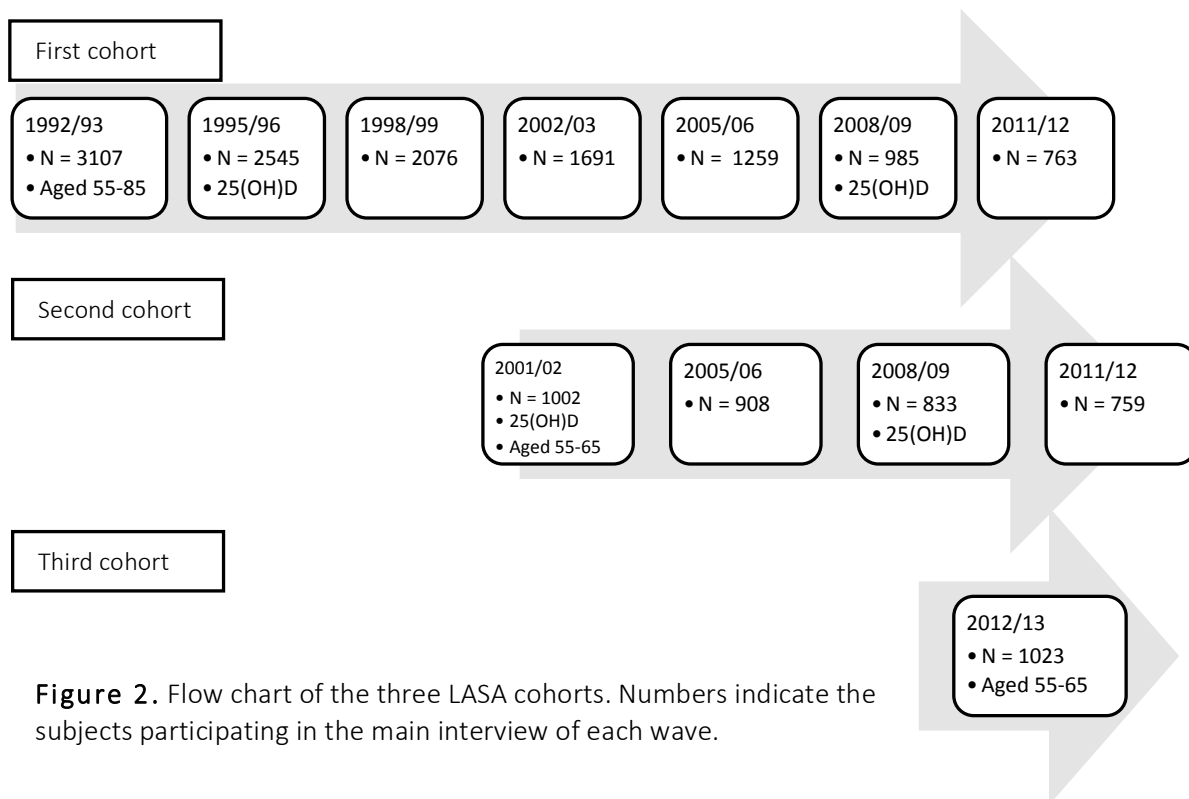 First cohort
1992/93
• N = 3107
• Aged 55-85
1995/96
• N = 2545
• 25(OH)D
1998/99
• N = 2076
2002/03
• N = 1691
2005/06
• N = 1259
2008/09
• N = 985
• 25(OH)D
2011/12
• N = 763
Second cohort
2001/02
• N = 1002
• 25(OH)D
• Aged 55-65
2005/06
• N = 908
2008/09
• N = 833
• 25(OH)D
2011/12
• N = 759
Third cohort
2012/13
• N = 1023
• Aged 55-65
Figure 2. Flow chart of the three LASA cohorts. Numbers indicate the
subjects participating in the main interview of each wave.